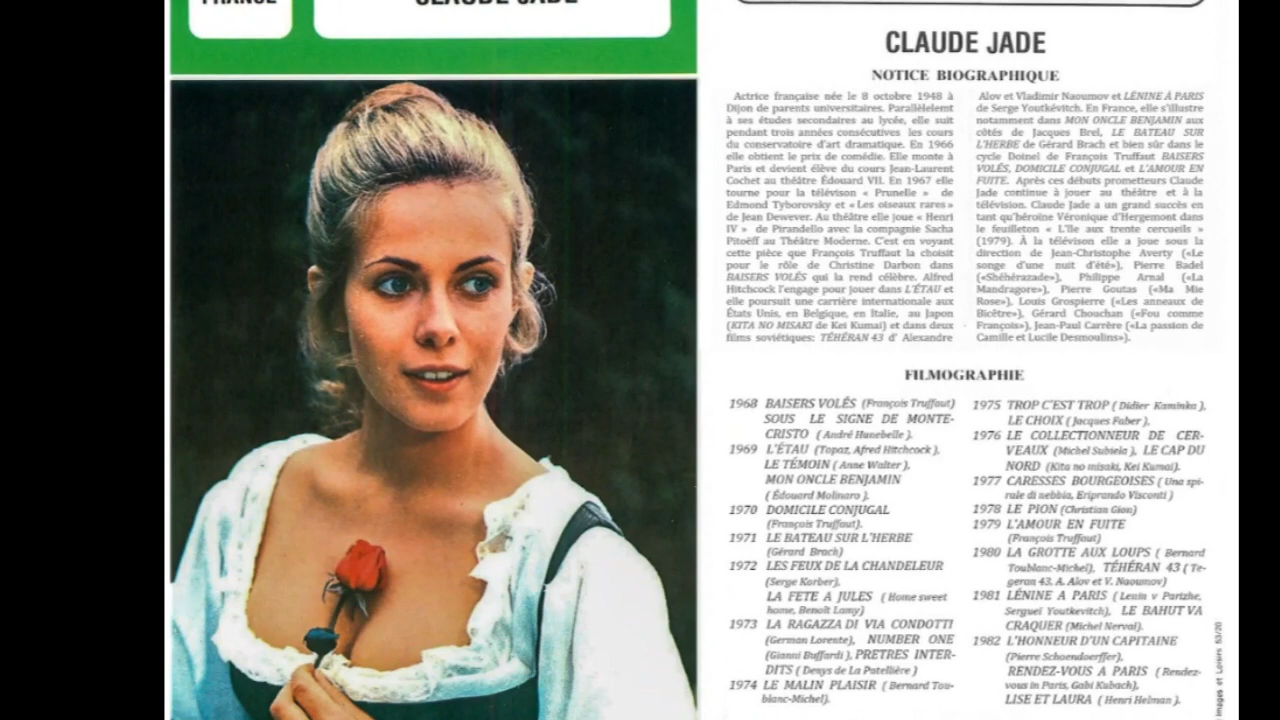 FRANCE
CLAUDE JADE
CLAUDE JADE
NOTICE BIOGRAPHIQUE
Actrice française née le 8 octobre 1948 à
Dijon de parents universitaires. Parallèlelemt
à ses études secondaires au lycée, elle suit
pendant trois années consécutives les cours
du conservatoire d'art dramatique. En 1966
elle obtient le prix de comédie. Elle monte à
Paris et devient élève du cours Jean-Laurent
Cochet au théâtre Édouard VII. En 1967 elle
tourne pour la télévison « Prunelle » de
Edmond Tyborovsky et « Les oiseaux rares »
de Jean Dewever. Au théâtre elle joue « Henri
IV » de Pirandello avec la compagnie Sacha
Pitoëff au Théâtre Moderne. C'est en voyant
cette pièce que François Truffaut la choisit
pour le rôle de Christine Darbon dans
BAISERS VOLÉS qui la rend célèbre. Alfred
Hitchcock l'engage pour jouer dans L'ÉTAU et
elle poursuit une carrière internationale aux
États Unis, en Belgique, en Italie, au Japon
(KITA NO MISAKI de Kei Kumai) et dans deux
films soviétiques: TÉHÉRAN 43 d' Alexandre
Alov et Vladimir Naoumov et LÉNINE À PARIS
de Serge Youtkévitch. En France, elle s'illustre
notamment dans MON ONCLE BENJAMIN aux
côtés de Jacques Brel, LE BATEAU SUR
L'HERBE de Gérard Brach et bien sûr dans le
cycle Doinel de François Truffaut BAISERS
VOLÉS, DOMICILE CONJUGAL et L'AMOUR EN
FUITE. Après ces débuts prometteurs Claude
Jade continue à jouer au théâtre et à la
télévision. Claude Jade a un grand succès en
tant qu'héroïne Véronique d'Hergemont dans
le feuilleton « L'île aux trente cercueils »
(1979). À la télévison elle a joue sous la
direction de Jean-Christophe Averty («Le
songe d'une nuit d'été»), Pierre Badel
(«Shéhérazade»), Philippe Arnal («La
Mandragore»), Pierre Goutas («Ma Mie
Rose»), Louis Grospierre («Les anneaux de
Bicêtre»), Gérard Chouchan («Fou comme
François»), Jean-Paul Carrère («La passion de
Camille et Lucile Desmoulins»).
FILMOGRAPHIE
1968 BAISERS VOLÉS (François Truffaut)
SOUS LE SIGNE DE MONTE-
CRISTO ( André Hunebelle ).
1969 L'ÉTAU (Topaz, Afred Hitchcock ),
LE TÉMOIN ( Anne Walter ),
MON ONCLE BENJAMIN
( Édouard Molinaro ).
1970 DOMICILE CONJUGAL
(François Truffaut).
1971 LE BATEAU SUR L'HERBE
(Gérard Brach)
1972 LES FEUX DE LA CHANDELEUR
(Serge Korber),
LA FETE A JULES ( Home sweet
home, Benoît Lamy)
1973 LA RAGAZZA DI VIA CONDOTTI
(German Lorente), NUMBER ONE
(Gianni Buffardi ), PRETRES INTER-
DITS ( Denys de La Patellière )
1974 LE MALIN PLAISIR ( Bernard Tou-
blanc-Michel).
1975 TROP C'EST TROP ( Didier Kaminka ),
LE CHOIX ( Jacques Faber ),
1976 LE COLLECTIONNEUR DE CER-
VEAUX (Michel Subiela ), LE CAP DU
NORD (Kita no misaki, Kei Kumai).
1977 CARESSES BOURGEOISES ( Una spi-
rale di nebbia, Eriprando Visconti )
1978 LE PION (Christian Gion)
1979 L'AMOUR EN FUITE
(François Truffaut)
1980 LA GROTTE AUX LOUPS ( Bernard
Toublanc-Michel), TÉHÉRAN 43 ( Te-
geran 43, A. Alov et V. Naoumov)
1981 LÉNINE A PARIS ( Lenin v Parizhe,
Sergueï Youtkevitch), LE BAHUT VA
CRAQUER (Michel Nerval).
1982 L'HONNEUR D'UN CAPITAINE
(Pierre Schoendoerffer),
RENDEZ-VOUS A PARIS ( Rendez-
vous in Paris, Gabi Kubach),
LISE ET LAURA ( Henri Helman ).
Images et Loisirs 53/20